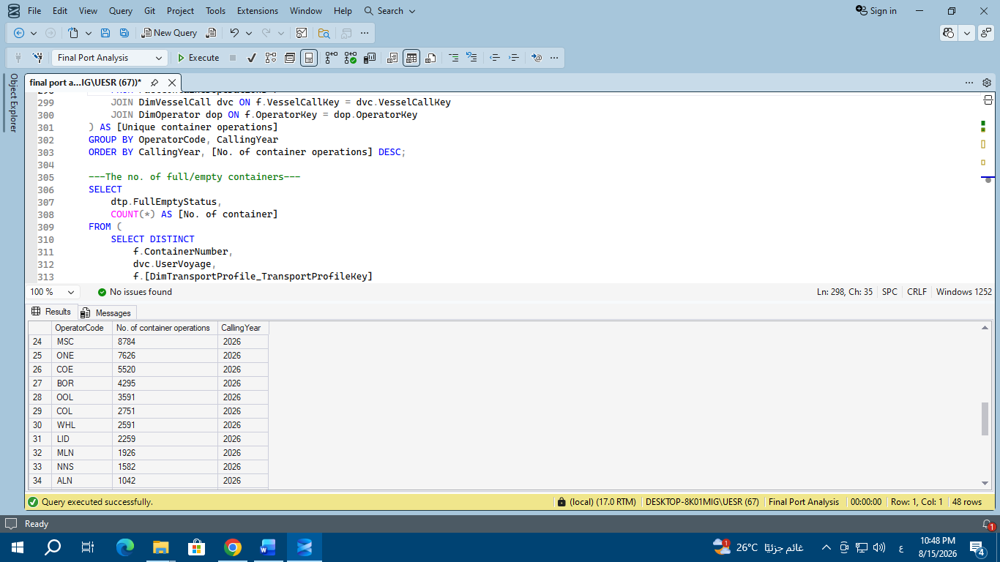 File Edit View Query Git Project Tools Extensions Window Help Search Sign in
New Query
Final Port Analysis Execute
Object Explorer
final port a...IG\UESR (67))*
299 JOIN DimVesselCall dvc ON f.VesselCallKey = dvc.VesselCallKey
300 JOIN DimOperator dop ON f.OperatorKey = dop.OperatorKey
301 ) AS [Unique container operations]
302 GROUP BY OperatorCode, CallingYear
303 ORDER BY CallingYear, [No. of container operations] DESC;
304
305 ---The no. of full/empty containers---
306 SELECT
307 dtp.FullEmptyStatus,
308 COUNT(*) AS [No. of container]
309 FROM (
310 SELECT DISTINCT
311 f.ContainerNumber,
312 dvc.UserVoyage,
313 f.[DimTransportProfile_TransportProfileKey]
100 % No issues found Ln: 298, Ch: 35 SPC CRLF Windows 1252
Results Messages
OperatorCode No. of container operations CallingYear
24 MSC 8784 2026
25 ONE 7626 2026
26 COE 5520 2026
27 BOR 4295 2026
28 OOL 3591 2026
29 COL 2751 2026
30 WHL 2591 2026
31 LID 2259 2026
32 MLN 1926 2026
33 NNS 1582 2026
34 ALN 1042 2026
Query executed successfully. (local) (17.0 RTM) DESKTOP-8K01MIG\UESR (67) Final Port Analysis 00:00:00 Row: 1, Col: 1 48 rows
Ready 1
1 26°C غائم جزئيًا ع 10:48 PM
8/15/2026 4